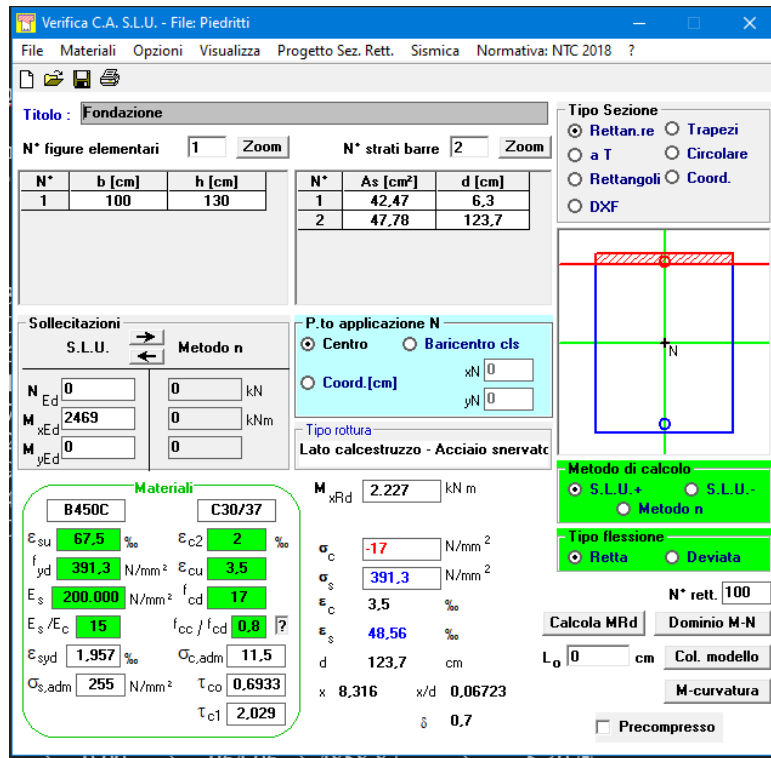 Verifica C.A. S.L.U. - File: Piedritti
File Materiali Opzioni Visualizza Progetto Sez. Rett. Sismica Normativa: NTC 2018 ?
Titolo : Fondazione
N° figure elementari 1 Zoom
N° strati barre 2 Zoom
N° b [cm] h [cm]
1 100 130
N° As [cm²] d [cm]
1 42,47 6,3
2 47,78 123,7
Tipo Sezione
Rettan.re Trapezi
a T Circolare
Rettangoli Coord.
DXF
N
Sollecitazioni
S.L.U. Metodo n
N Ed 0 0 kN
M xEd 2469 0 kNm
M yEd 0 0
P.to applicazione N
Centro Baricentro cls
Coord.[cm]
xN 0
yN 0
Tipo rottura
Lato calcestruzzo - Acciaio snervato
Metodo di calcolo
S.L.U.+ S.L.U.-
Metodo n
Tipo flessione
Retta Deviata
Materiali
B450C C30/37
εsu 67,5 ‰ εc2 2 ‰
fyd 391,3 N/mm² εcu 3,5
Es 200.000 N/mm² fcd 17
Es /Ec 15 fcc / fcd 0,8 ?
εsyd 1,957 ‰ σc,adm 11,5
σs,adm 255 N/mm² τco 0,6933
τc1 2,029
M xRd 2.227 kN m
σc -17 N/mm²
σs 391,3 N/mm²
εc 3,5 ‰
εs 48,56 ‰
d 123,7 cm
x 8,316 x/d 0,06723
δ 0,7
N° rett. 100
Calcola MRd Dominio M-N
Lo 0 cm Col. modello
M-curvatura
Precompresso